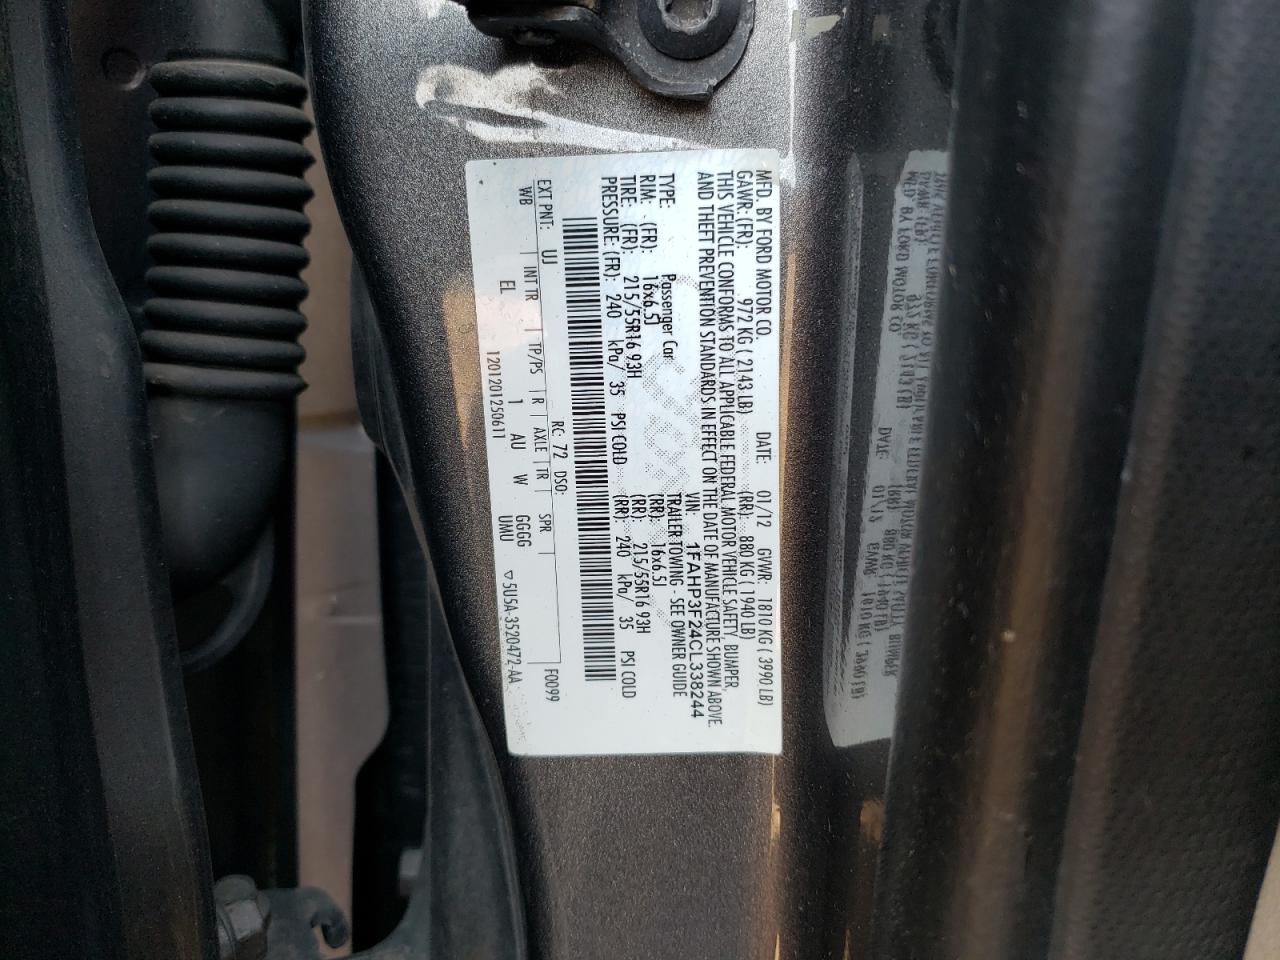 MFD. BY FORD MOTOR CO.
DATE: 01/12 GVWR: 1810 KG ( 3990 LB)
GAWR: (FR): 972 KG ( 2143 LB) (RR): 880 KG ( 1940 LB)
THIS VEHICLE CONFORMS TO ALL APPLICABLE FEDERAL MOTOR VEHICLE SAFETY, BUMPER,
AND THEFT PREVENTION STANDARDS IN EFFECT ON THE DATE OF MANUFACTURE SHOWN ABOVE.
VIN: 1FAHP3F24CL338244
TYPE: Passenger Car TRAILER TOWING - SEE OWNER GUIDE
RIM: (FR): 16x6.5J (RR): 16x6.5J
TIRE: (FR): 215/55R16 93H (RR): 215/55R16 93H
PRESSURE: (FR): 240 kPa/ 35 PSI COLD (RR): 240 kPa/ 35 PSI COLD
RC: 72 DSO: F0099
EXT PNT: UJ
WB INT TR TP/PS R AXLE TR SPR
EL 1 AU W GGGG
12012012506 11 UMU ▽5U5A-3520472-AA